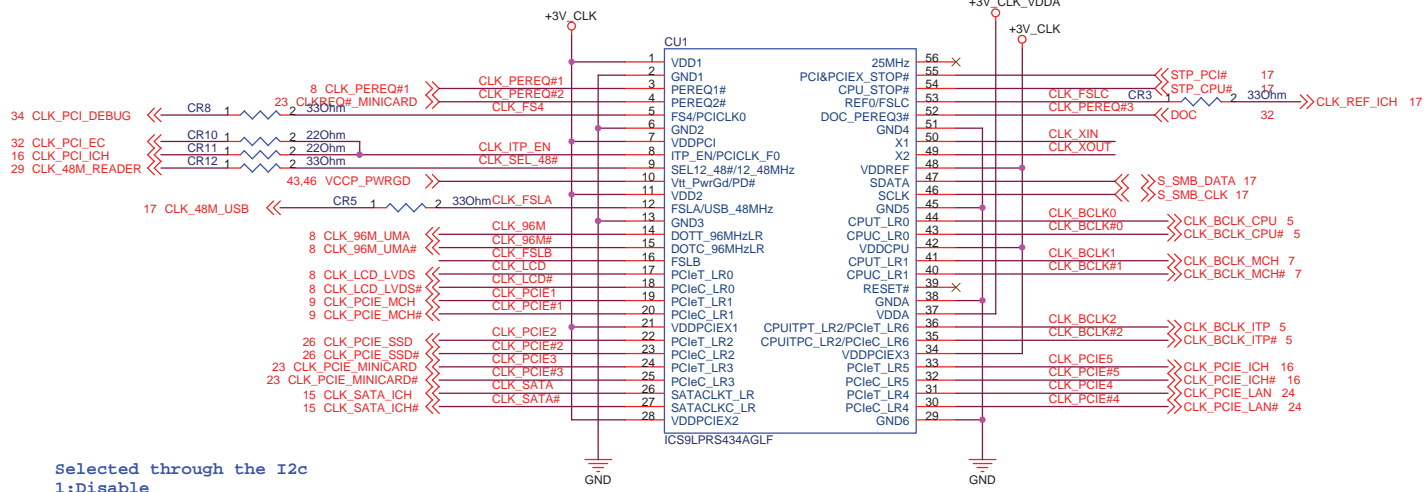 +3V_CLK_VDDA
+3V_CLK
+3V_CLK
CU1
1 VDD1 25MHz 56
2 GND1 PCI&PCIEX_STOP# 55 STP_PCI# 17
8 CLK_PEREQ#1 CLK_PEREQ#1 3 PEREQ1# CPU_STOP# 54 STP_CPU# 17
23 CLKREQ#_MINICARD CLK_PEREQ#2 4 PEREQ2# REF0/FSLC 53 CLK_FSLC CR3 1 2 33Ohm CLK_REF_ICH 17
34 CLK_PCI_DEBUG CR8 1 2 33Ohm CLK_FS4 5 FS4/PCICLK0 DOC_PEREQ3# 52 CLK_PEREQ#3 DOC 32
6 GND2 GND4 51
32 CLK_PCI_EC CR10 1 2 22Ohm 7 VDDPCI X1 50 CLK_XIN
16 CLK_PCI_ICH CR11 1 2 22Ohm CLK_ITP_EN 8 ITP_EN/PCICLK_F0 X2 49 CLK_XOUT
29 CLK_48M_READER CR12 1 2 33Ohm CLK_SEL_48# 9 SEL12_48#/12_48MHz VDDREF 48
43,46 VCCP_PWRGD 10 Vtt_PwrGd/PD# SDATA 47 S_SMB_DATA 17
11 VDD2 SCLK 46 S_SMB_CLK 17
17 CLK_48M_USB CR5 1 2 33Ohm CLK_FSLA 12 FSLA/USB_48MHz GND5 45
13 GND3 CPUT_LR0 44 CLK_BCLK0 CLK_BCLK_CPU 5
8 CLK_96M_UMA CLK_96M 14 DOTT_96MHzLR CPUC_LR0 43 CLK_BCLK#0 CLK_BCLK_CPU# 5
8 CLK_96M_UMA# CLK_96M# 15 DOTC_96MHzLR VDDCPU 42
CLK_FSLB 16 FSLB CPUT_LR1 41 CLK_BCLK1 CLK_BCLK_MCH 7
8 CLK_LCD_LVDS CLK_LCD 17 PCIeT_LR0 CPUC_LR1 40 CLK_BCLK#1 CLK_BCLK_MCH# 7
8 CLK_LCD_LVDS# CLK_LCD# 18 PCIeC_LR0 RESET# 39
9 CLK_PCIE_MCH CLK_PCIE1 19 PCIeT_LR1 GNDA 38
9 CLK_PCIE_MCH# CLK_PCIE#1 20 PCIeC_LR1 VDDA 37
21 VDDPCIEX1 CPUITPT_LR2/PCIeT_LR6 36 CLK_BCLK2 CLK_BCLK_ITP 5
26 CLK_PCIE_SSD CLK_PCIE2 22 PCIeT_LR2 CPUITPC_LR2/PCIeC_LR6 35 CLK_BCLK#2 CLK_BCLK_ITP# 5
26 CLK_PCIE_SSD# CLK_PCIE#2 23 PCIeC_LR2 VDDPCIEX3 34
23 CLK_PCIE_MINICARD CLK_PCIE3 24 PCIeT_LR3 PCIeT_LR5 33 CLK_PCIE5 CLK_PCIE_ICH 16
23 CLK_PCIE_MINICARD# CLK_PCIE#3 25 PCIeC_LR3 PCIeC_LR5 32 CLK_PCIE#5 CLK_PCIE_ICH# 16
15 CLK_SATA_ICH CLK_SATA 26 SATACLKT_LR PCIeT_LR4 31 CLK_PCIE4 CLK_PCIE_LAN 24
15 CLK_SATA_ICH# CLK_SATA# 27 SATACLKC_LR PCIeC_LR4 30 CLK_PCIE#4 CLK_PCIE_LAN# 24
28 VDDPCIEX2 GND6 29
ICS9LPRS434AGLF
GND GND
Selected through the I2c
1:Disable